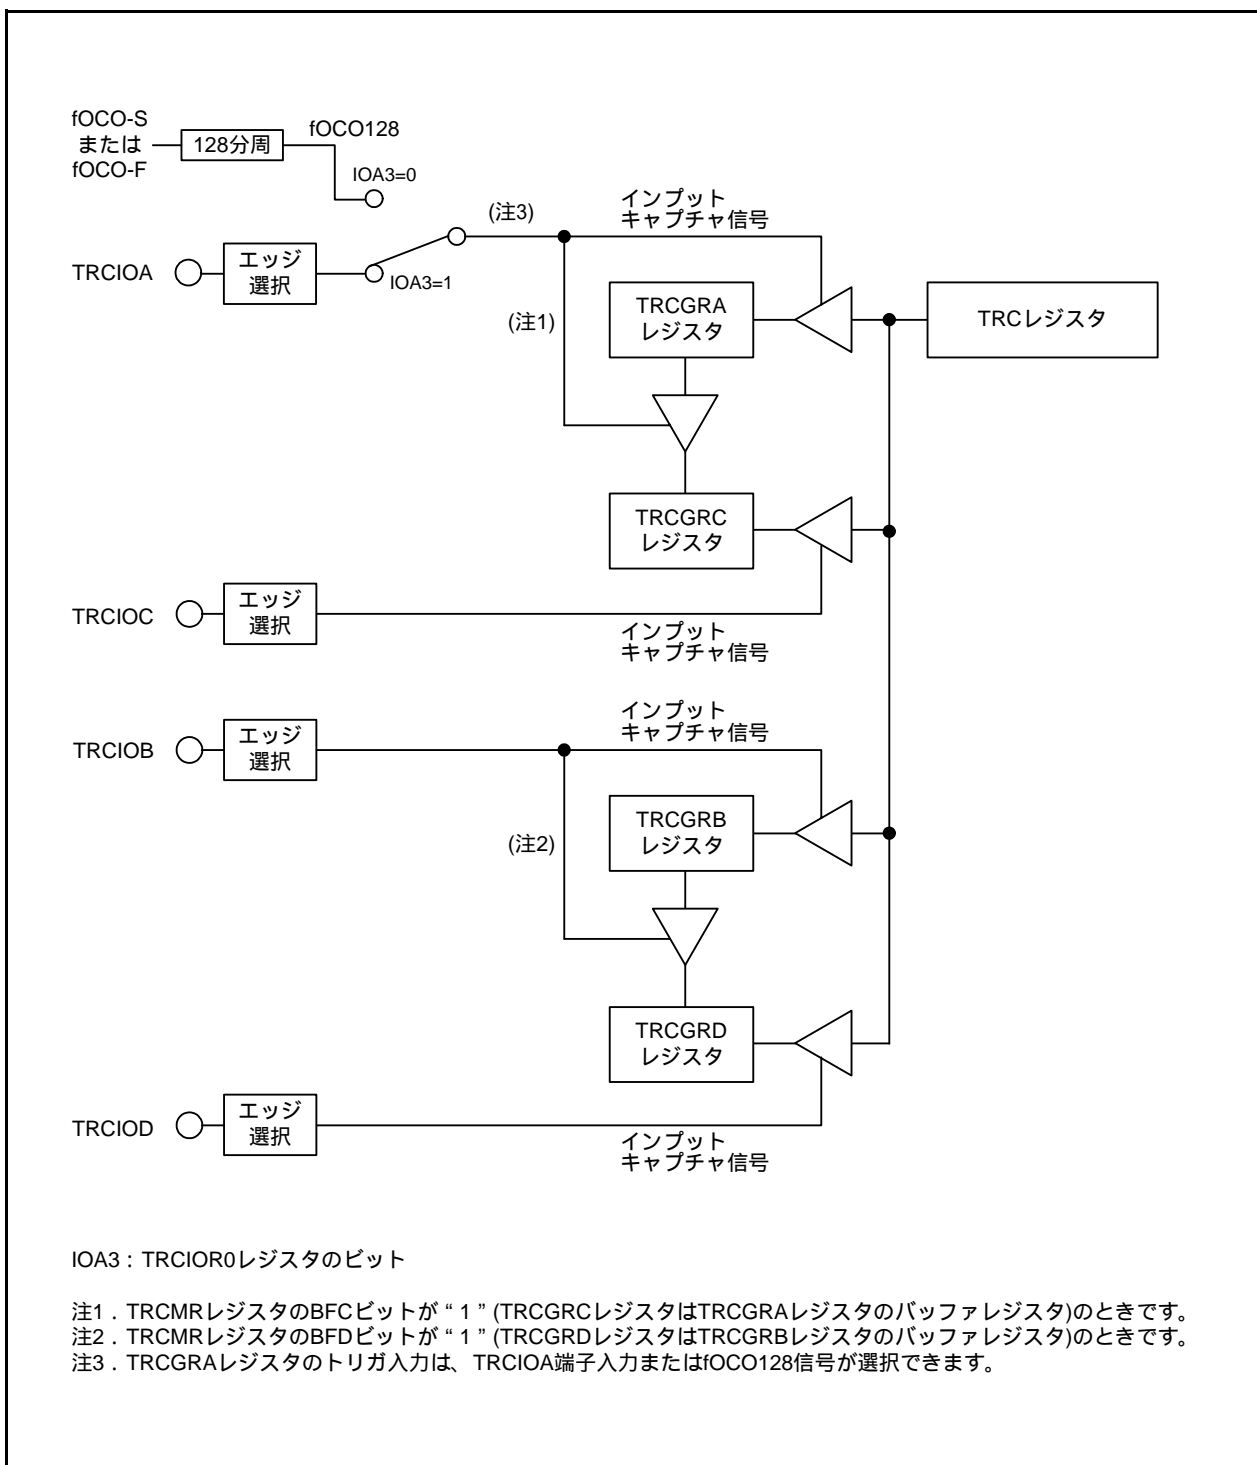 fOCO-S
または
fOCO-F
128分周
fOCO128
IOA3=0
(注3)
インプット
キャプチャ信号
TRCIOA
エッジ
選択
IOA3=1
(注1)
TRCGRA
レジスタ
TRCレジスタ
TRCGRC
レジスタ
TRCIOC
エッジ
選択
インプット
キャプチャ信号
インプット
キャプチャ信号
TRCIOB
エッジ
選択
(注2)
TRCGRB
レジスタ
TRCGRD
レジスタ
TRCIOD
エッジ
選択
インプット
キャプチャ信号
IOA3：TRCIOR0レジスタのビット
注1．TRCMRレジスタのBFCビットが“1”(TRCGRCレジスタはTRCGRAレジスタのバッファレジスタ)のときです。
注2．TRCMRレジスタのBFDビットが“1”(TRCGRDレジスタはTRCGRBレジスタのバッファレジスタ)のときです。
注3．TRCGRAレジスタのトリガ入力は、TRCIOA端子入力またはfOCO128信号が選択できます。